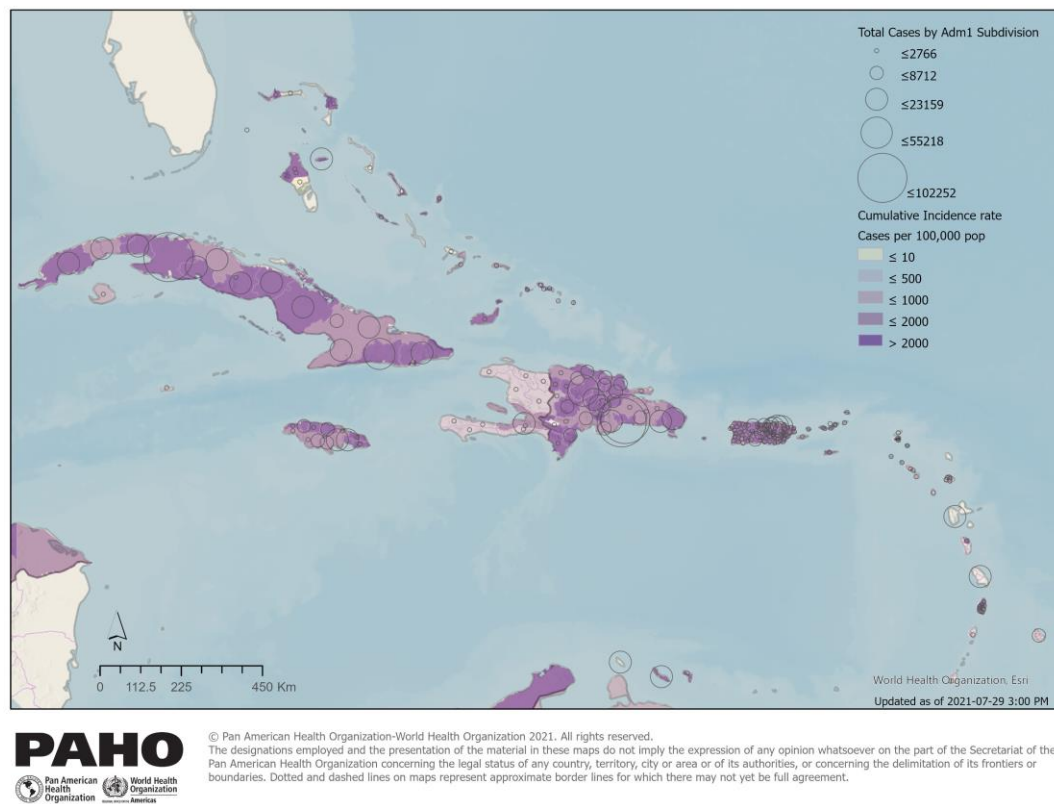 Total Cases by Adm1 Subdivision
≤2766
≤8712
≤23159
≤55218
≤102252
Cumulative Incidence rate
Cases per 100,000 pop
≤ 10
≤ 500
≤ 1000
≤ 2000
> 2000
N
0 112.5 225 450 Km
World Health Organization, Esri
Updated as of 2021-07-29 3:00 PM
PAHO
Pan American
Health
Organization
World Health
Organization
Americas
© Pan American Health Organization-World Health Organization 2021. All rights reserved.
The designations employed and the presentation of the material in these maps do not imply the expression of any opinion whatsoever on the part of the Secretariat of the
Pan American Health Organization concerning the legal status of any country, territory, city or area or of its authorities, or concerning the delimitation of its frontiers or
boundaries. Dotted and dashed lines on maps represent approximate border lines for which there may not yet be full agreement.